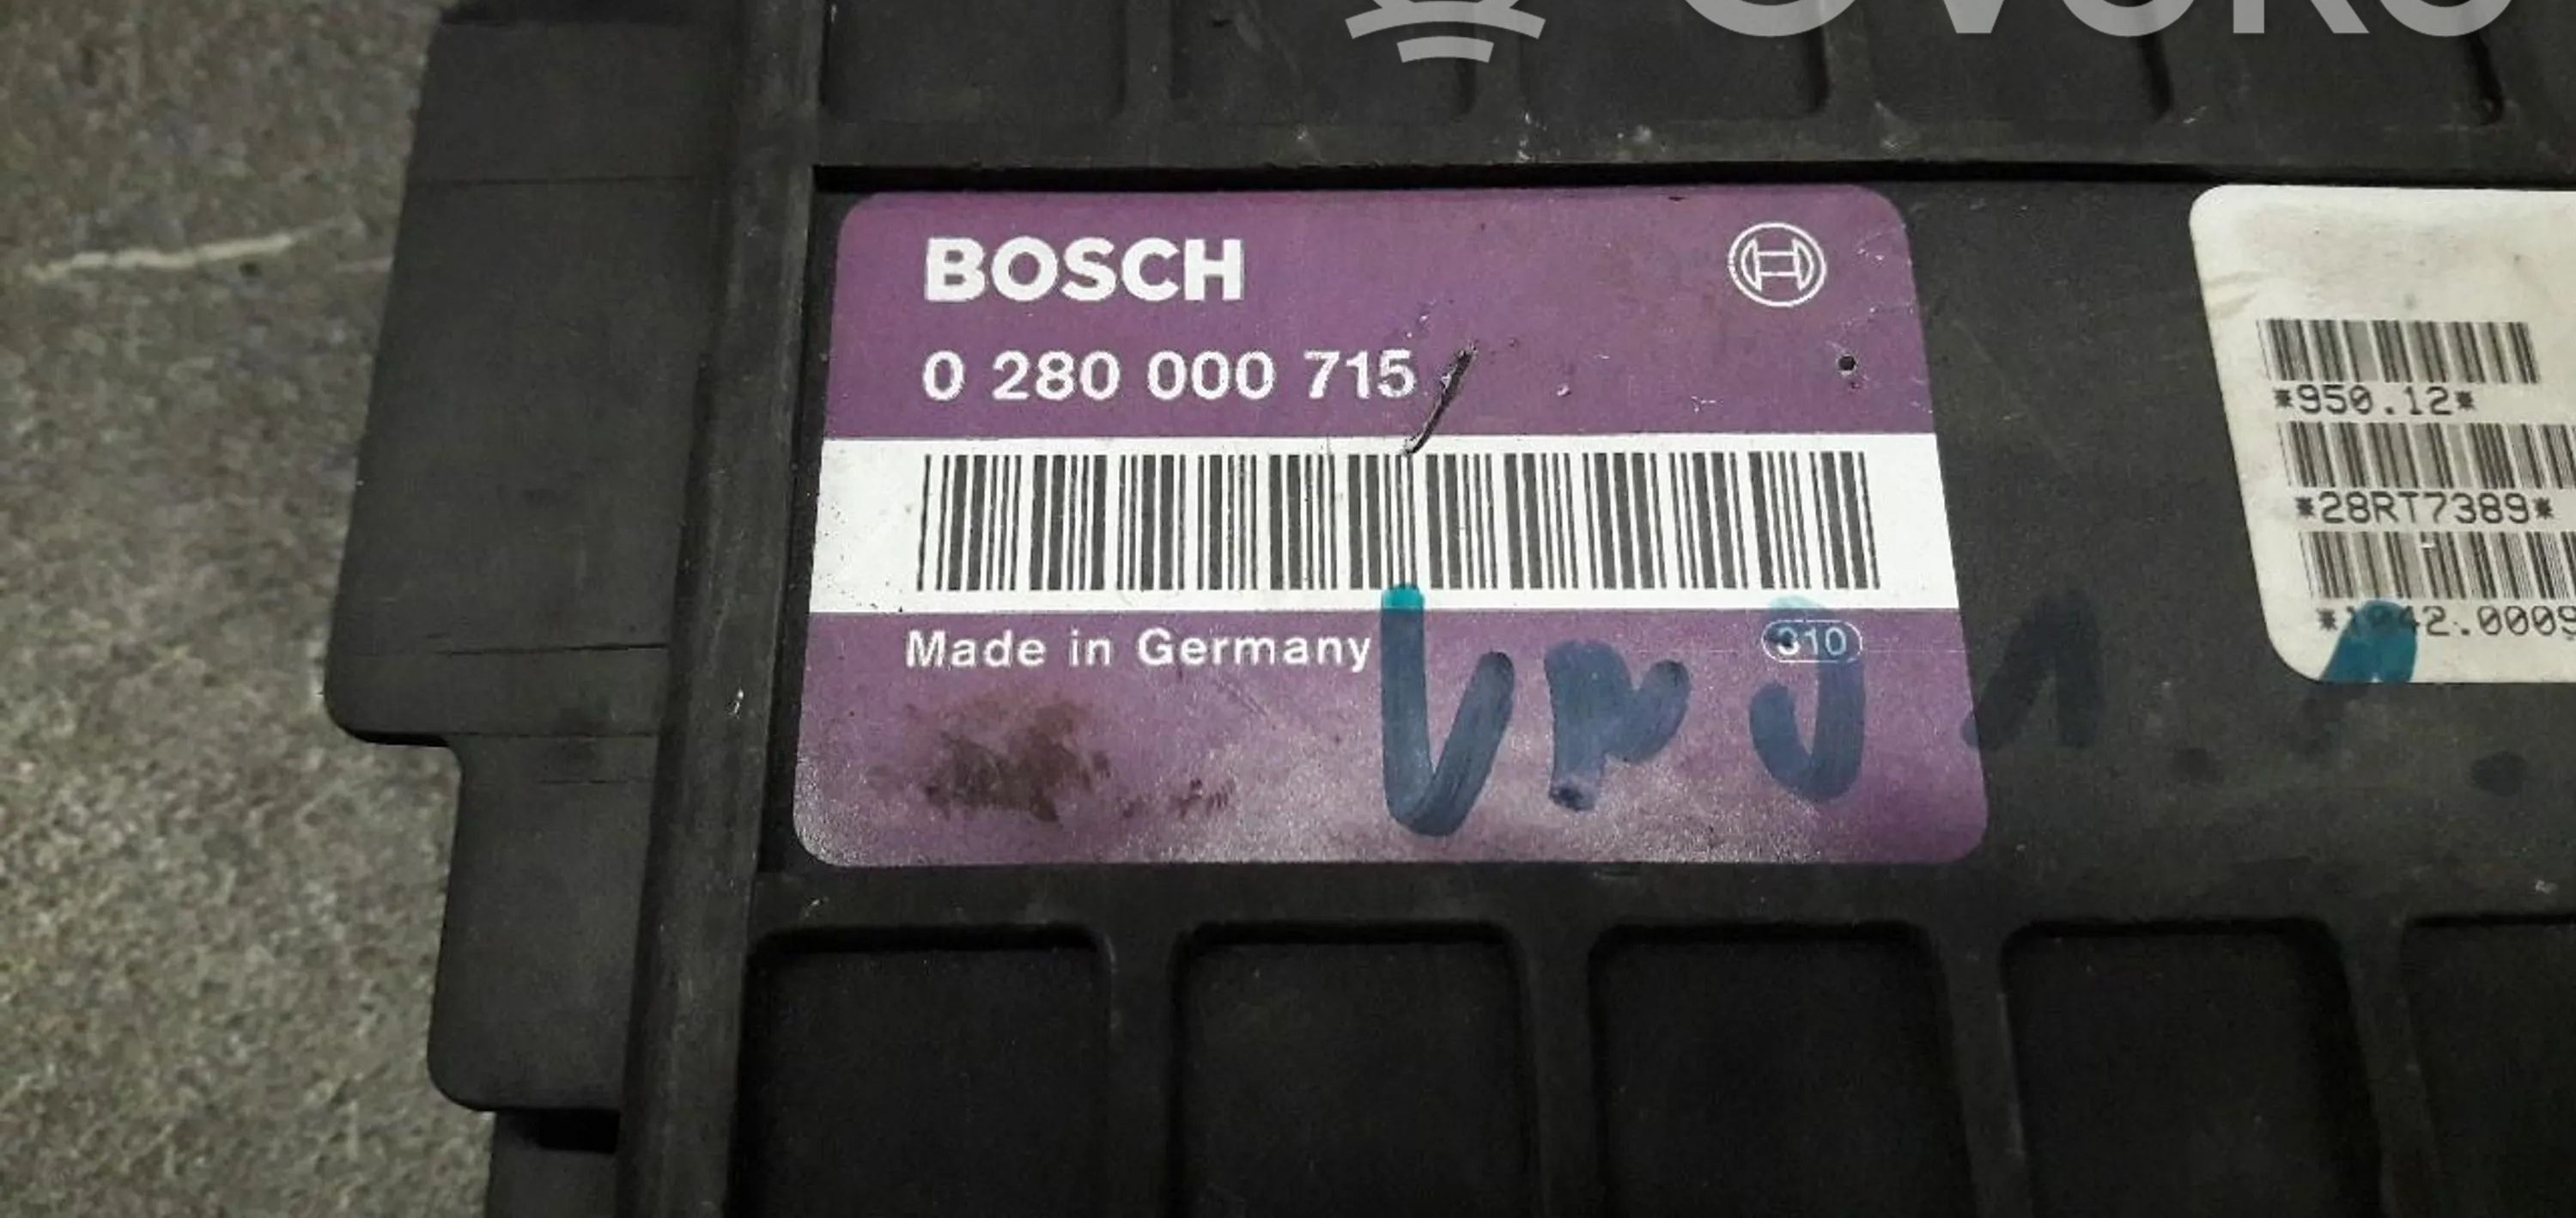 BOSCH
0 280 000 715
Made in Germany
310
*950.12*
*28RT7389*